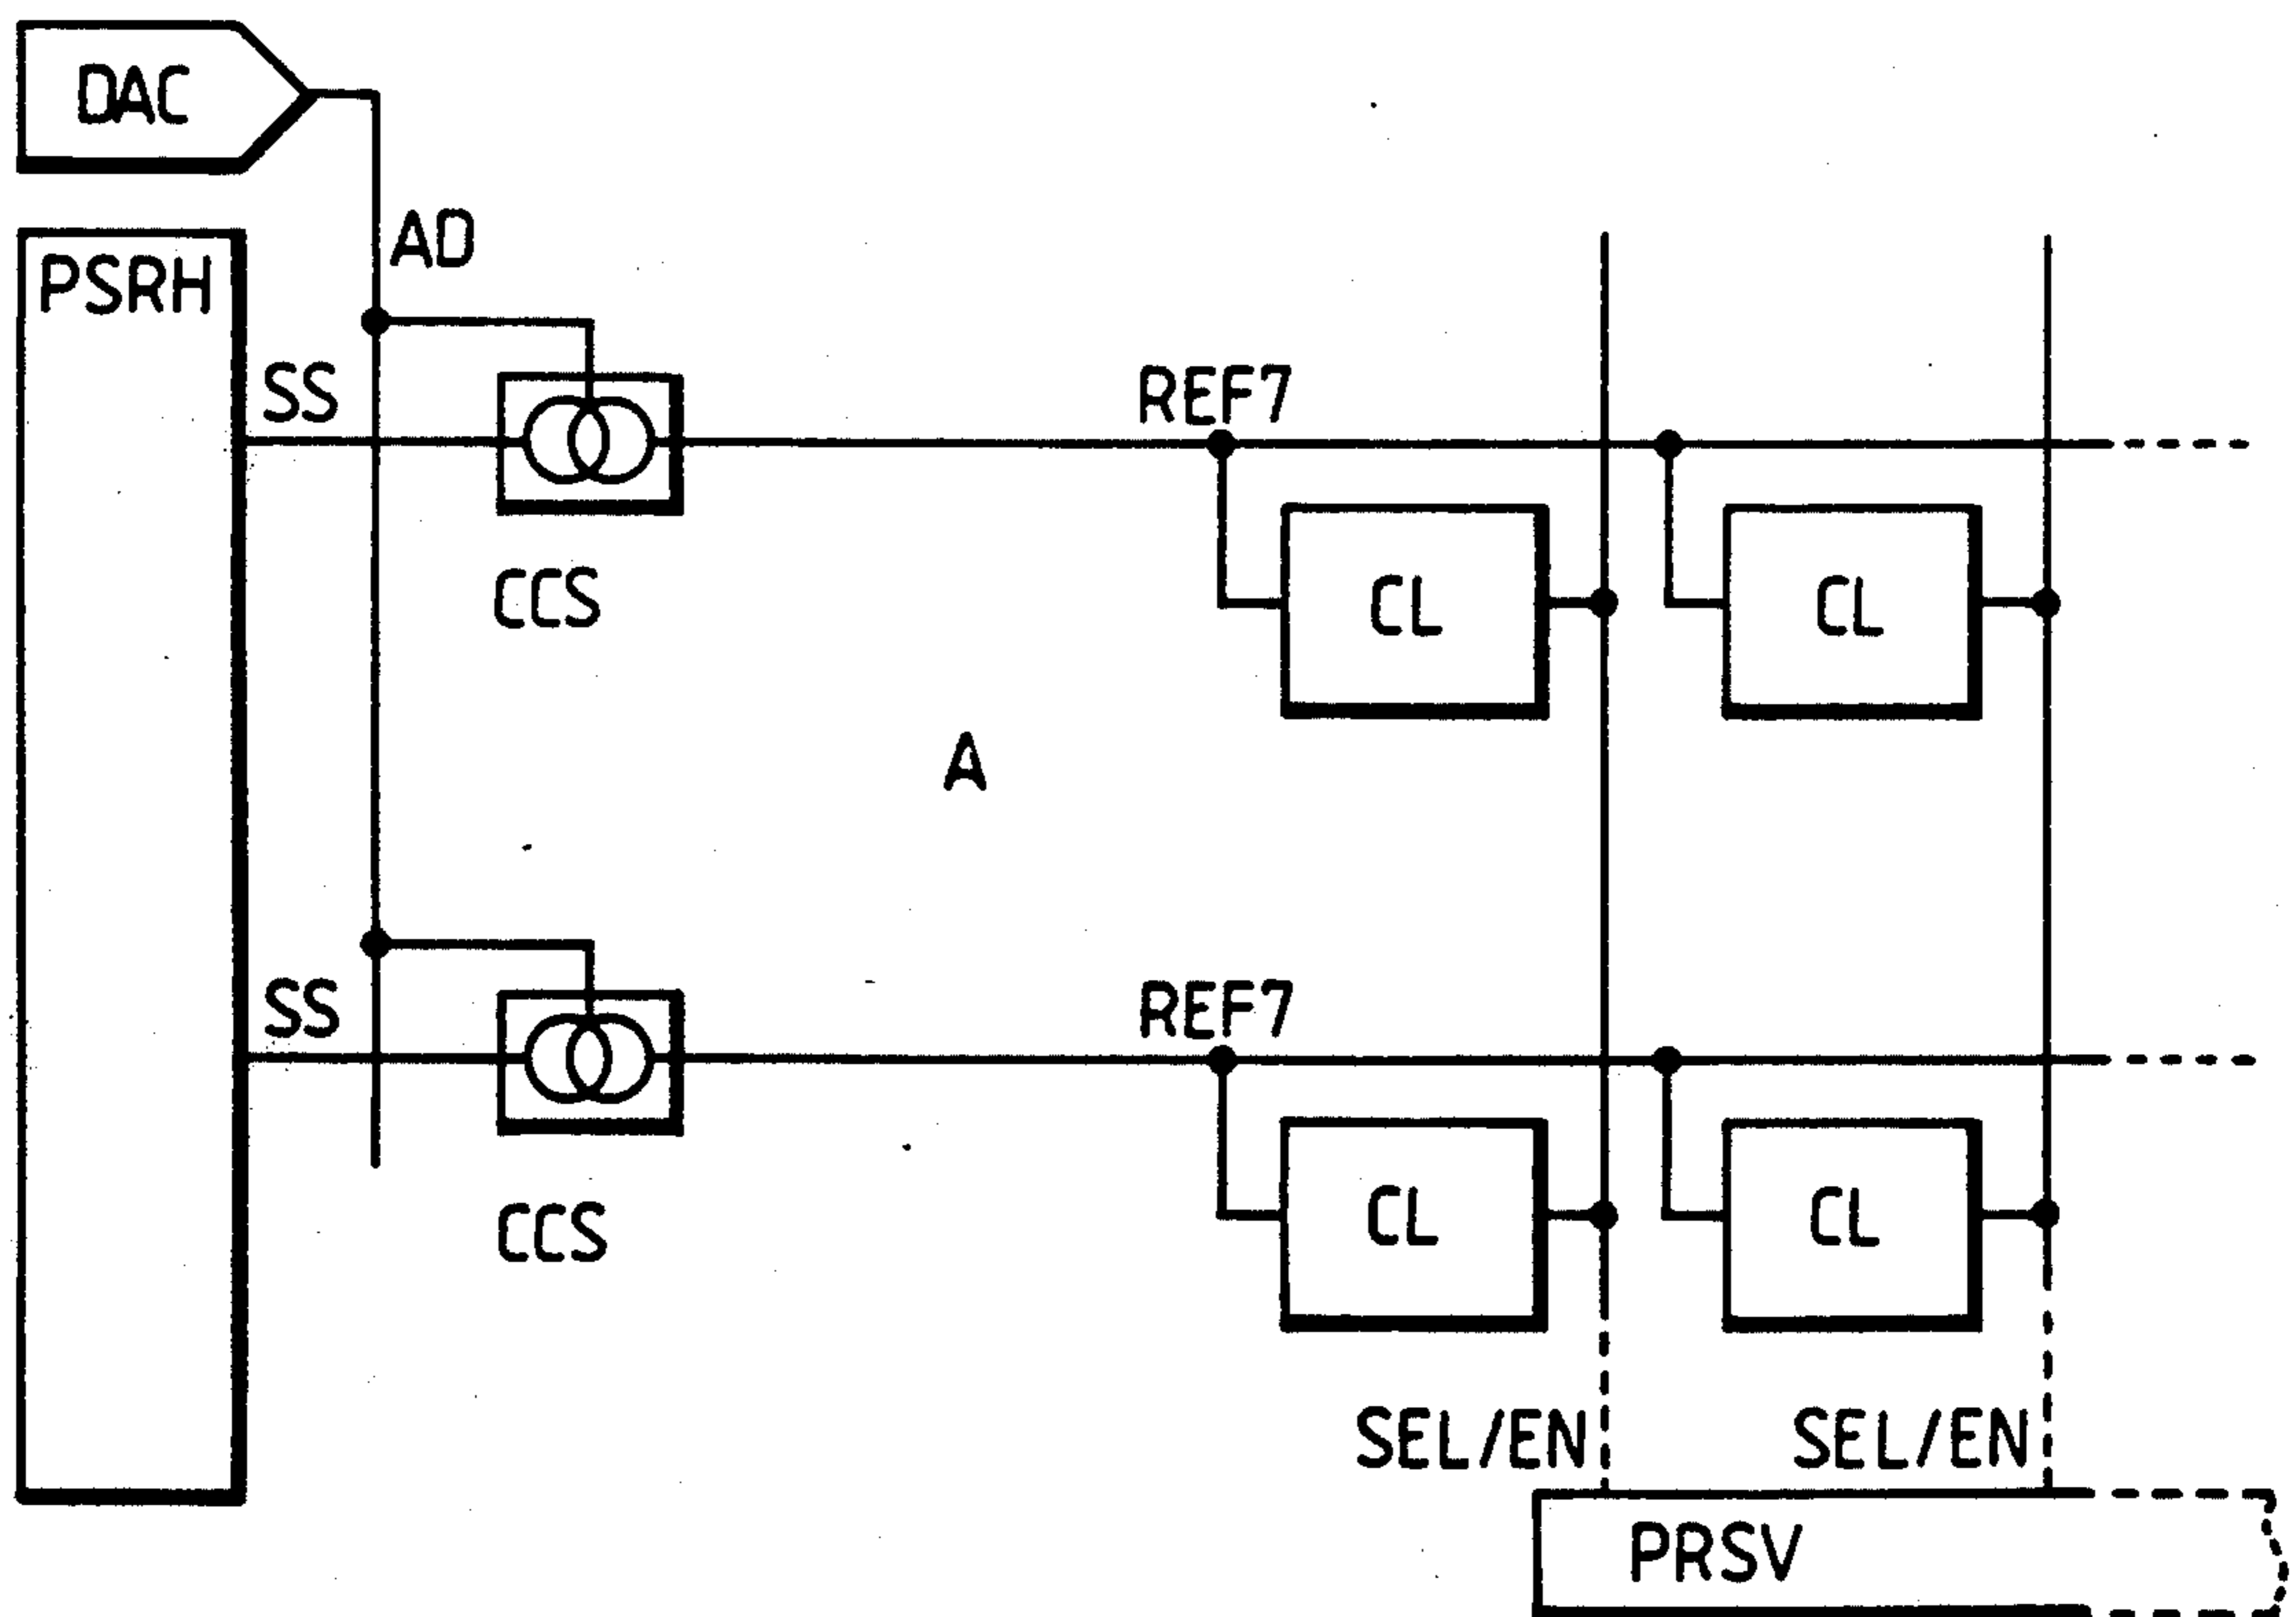 DAC
AD
PSRH
SS
REF7
CCS
CL
CL
A
SS
REF7
CCS
CL
CL
SEL/EN
SEL/EN
PRSV